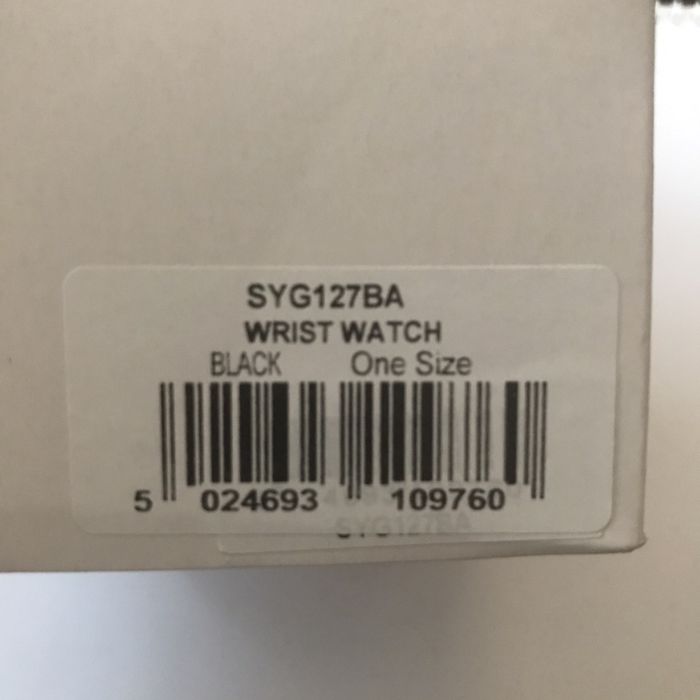 SYG127BA
WRIST WATCH
BLACK One Size
5 024693 109760
SYG127BA